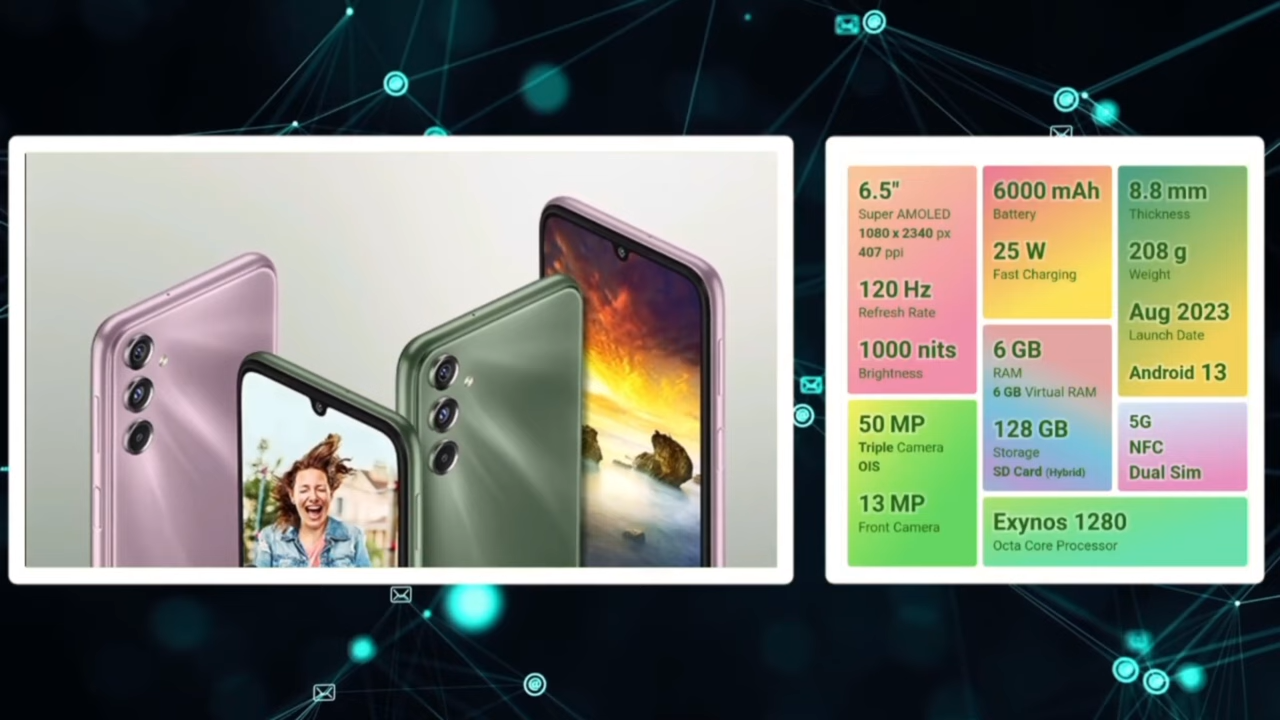 6.5"
Super AMOLED
1080 x 2340 px
407 ppi
120 Hz
Refresh Rate
1000 nits
Brightness
50 MP
Triple Camera
OIS
13 MP
Front Camera
6000 mAh
Battery
25 W
Fast Charging
6 GB
RAM
6 GB Virtual RAM
128 GB
Storage
SD Card (Hybrid)
8.8 mm
Thickness
208 g
Weight
Aug 2023
Launch Date
Android 13
5G
NFC
Dual Sim
Exynos 1280
Octa Core Processor